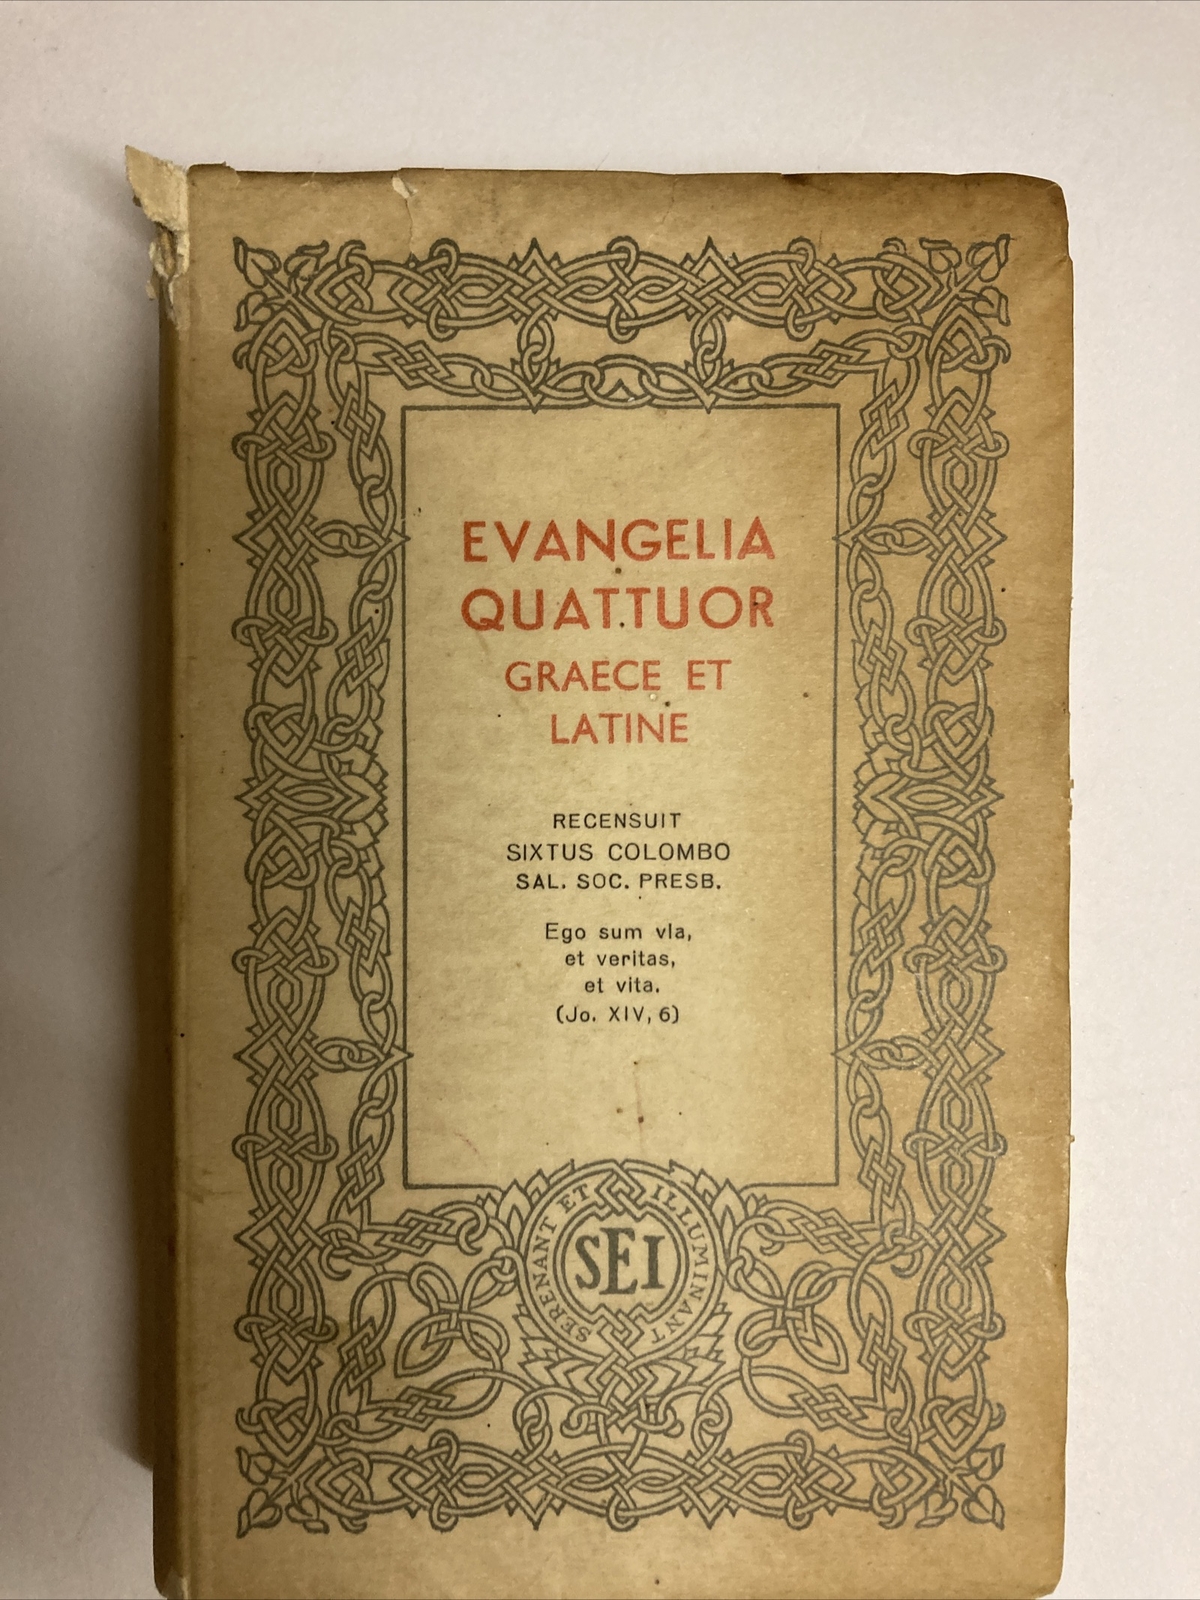 EVANGELIA
QUATTUOR
GRAECE ET
LATINE
RECENSUIT
SIXTUS COLOMBO
SAL. SOC. PRESB.
Ego sum via,
et veritas,
et vita.
(Jo. XIV, 6)
SERENANT ET ILLUMINANT
SEI